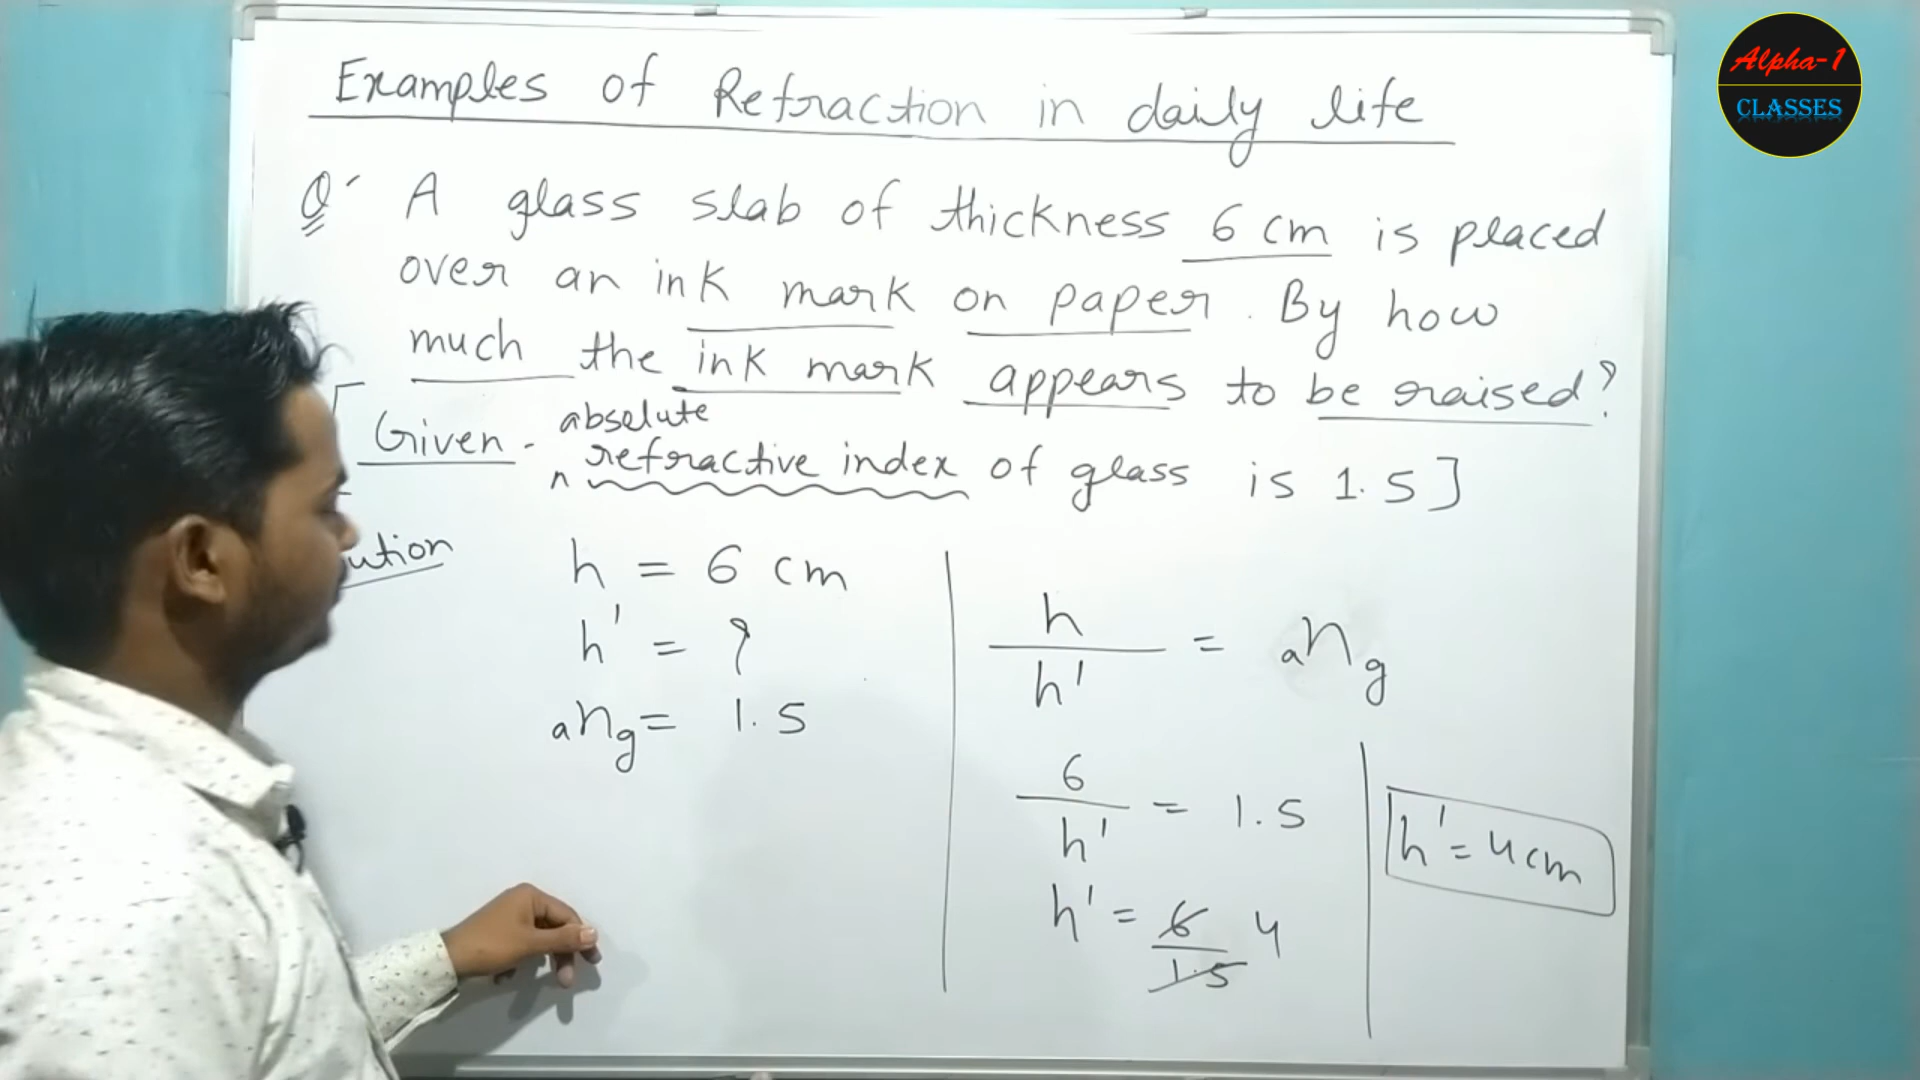 Alpha-1
CLASSES
Examples of Refraction in daily life
Q. A glass slab of thickness 6 cm is placed
over an ink mark on paper. By how
much the ink mark appears to be raised?
absolute
[Given - refractive index of glass is 1.5]
^
ution
h = 6 cm
h' = ?
ang = 1.5
h/h' = ang
6/h' = 1.5
h' = 6/1.5 4
h' = 4cm